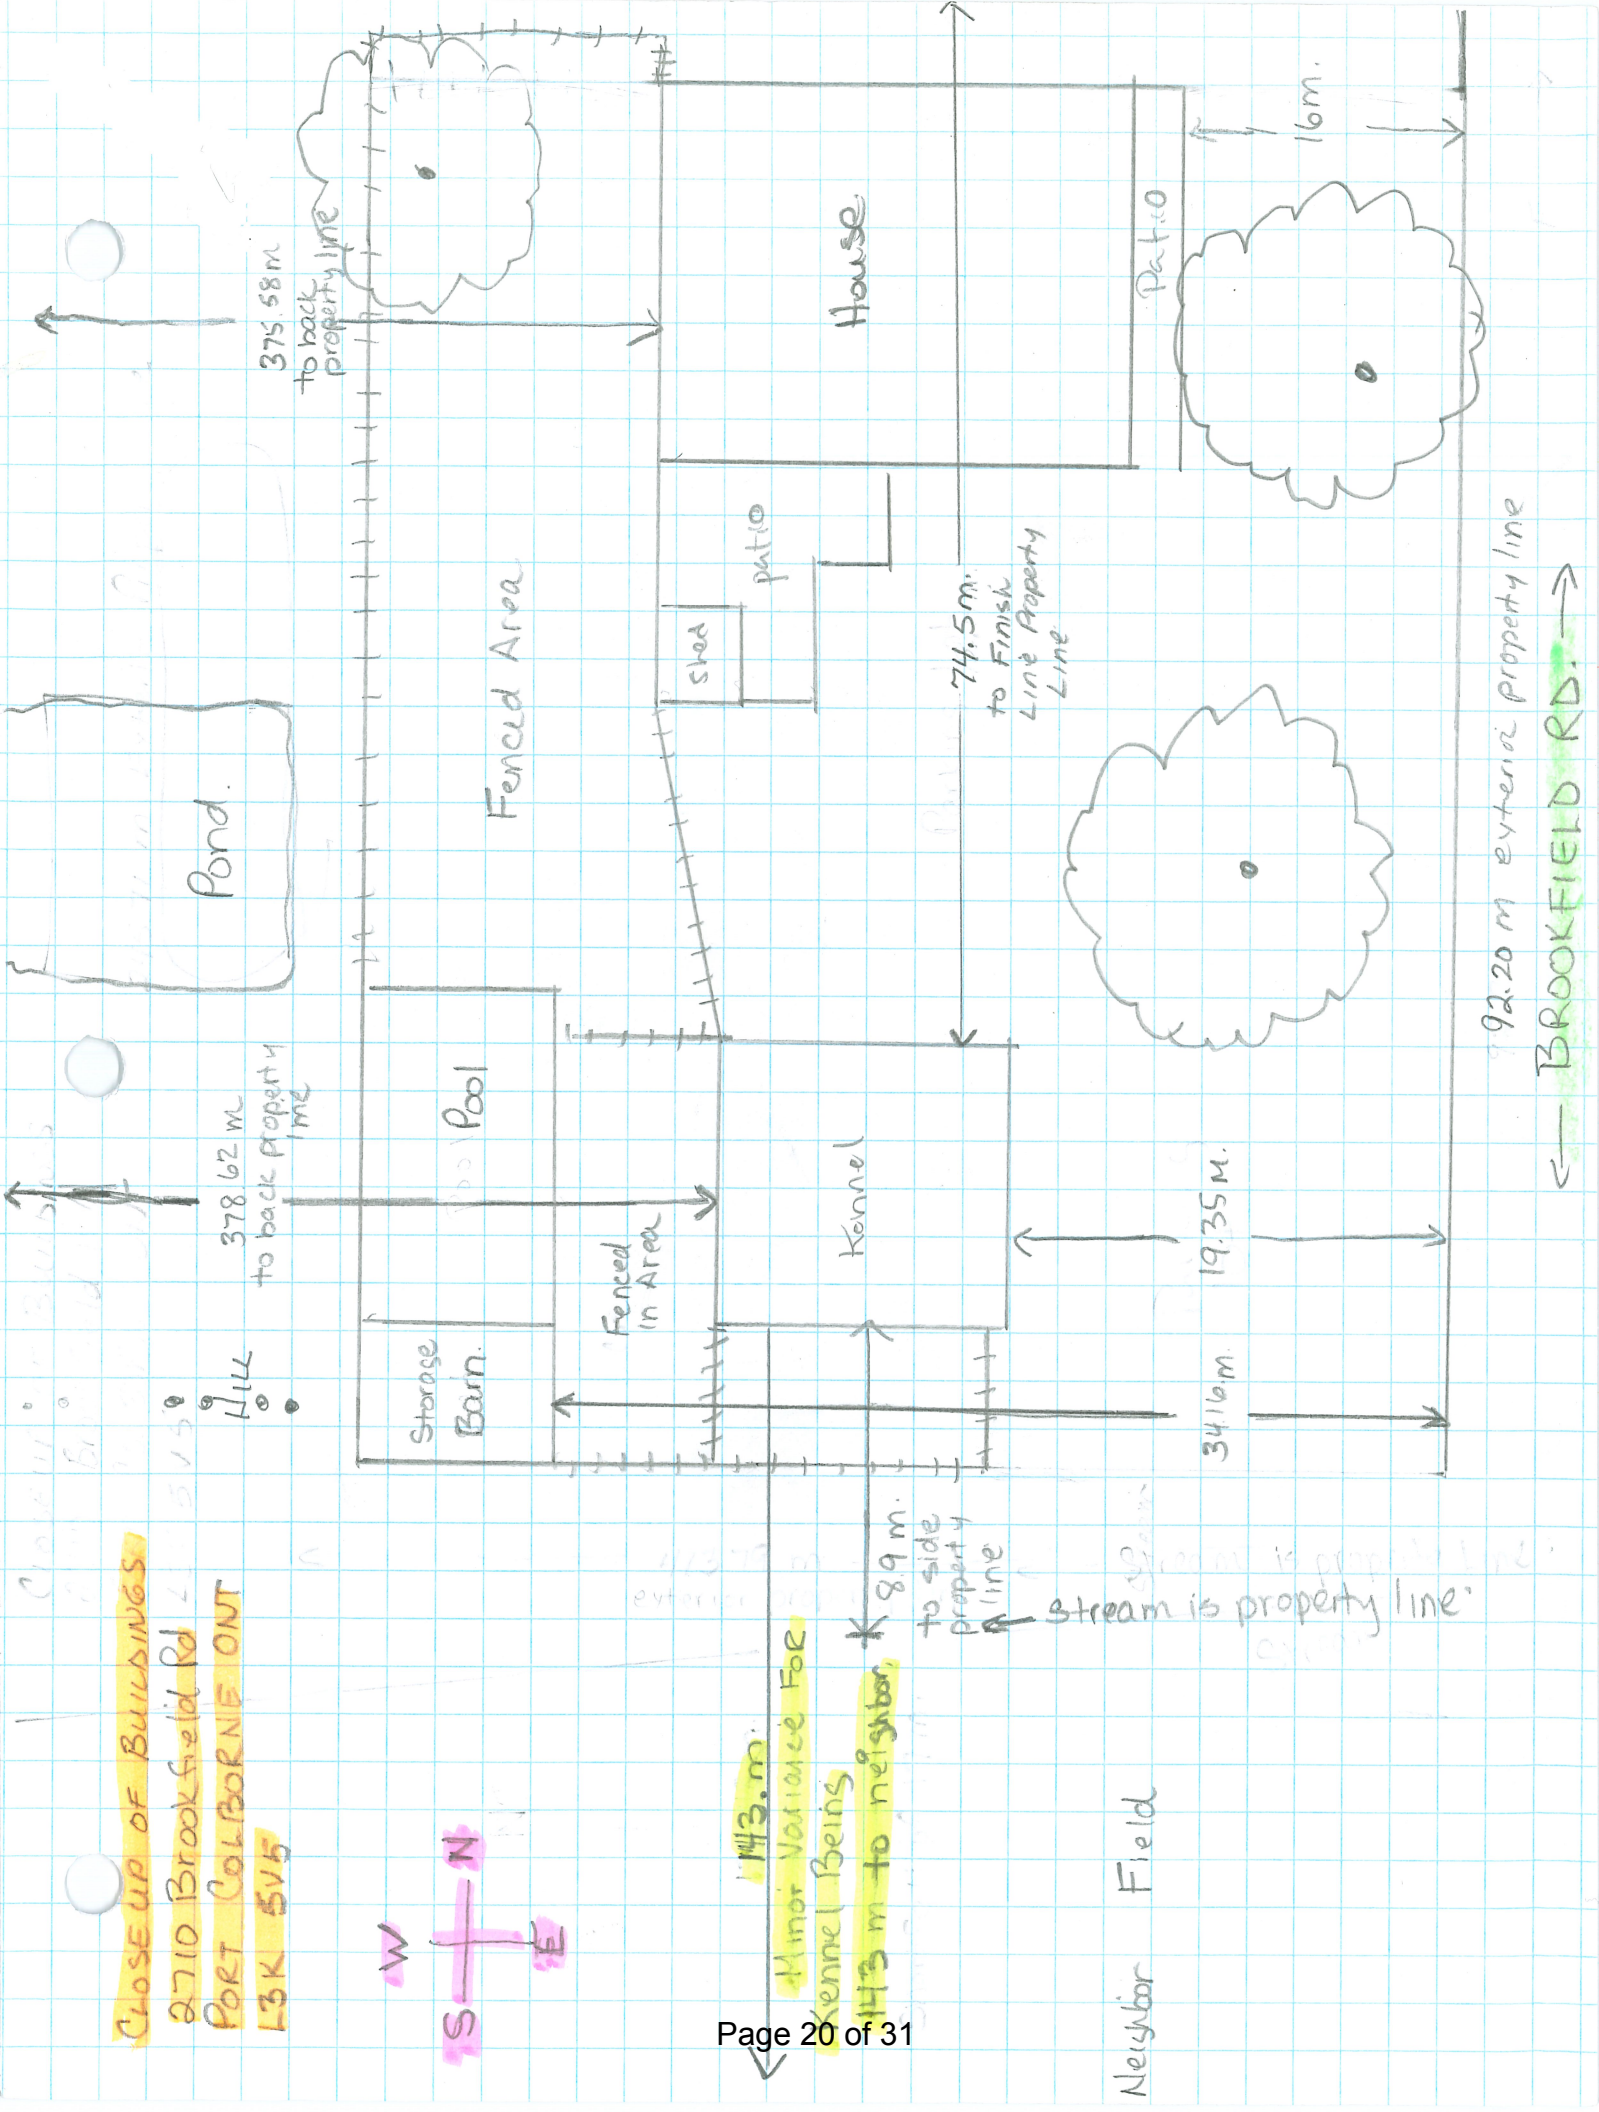 CLOSE UP OF BUILDINGS
2710 Brookfield Rd
PORT COLBORNE ONT
L3K 5V5
W
S
N
E
Hill
Pond.
378.62 m
to back property
line
375.58m
to back
property line
Storage
Barn.
Pool
Fenced
in Area
Fenced Area
Shed
patio
House
Patio
Kennel
143.m.
Minor Variance For
Kennel Being
143 m to neighbor.
89 m.
to side
property
line
← Stream is property line.
74.5 m.
to Finish
Line Property
Line
16m.
19.35 M.
34.16 m.
Neighbor Field
92.20 m exterior property line
← BROOKFIELD RD. →
Page 20 of 31